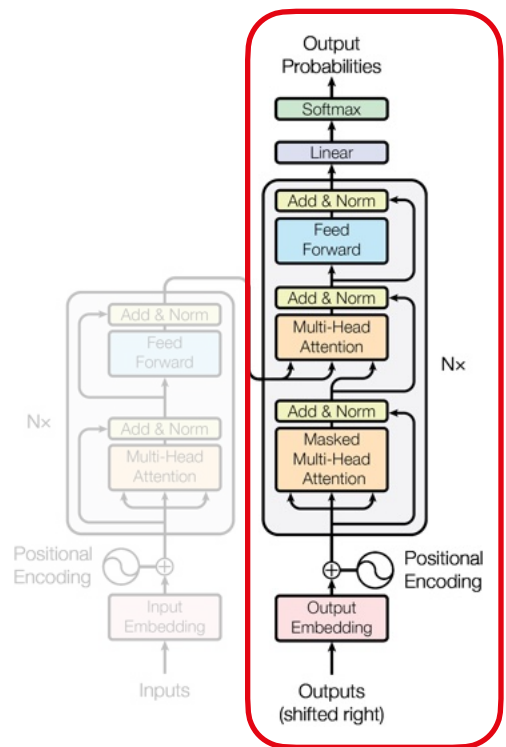 Output
Probabilities
Softmax
Linear
Add & Norm
Feed
Forward
Add & Norm
Multi-Head
Attention
Add & Norm
Masked
Multi-Head
Attention
N×
Positional
Encoding
Output
Embedding
Outputs
(shifted right)
Add & Norm
Feed
Forward
Add & Norm
Multi-Head
Attention
N×
Positional
Encoding
Input
Embedding
Inputs